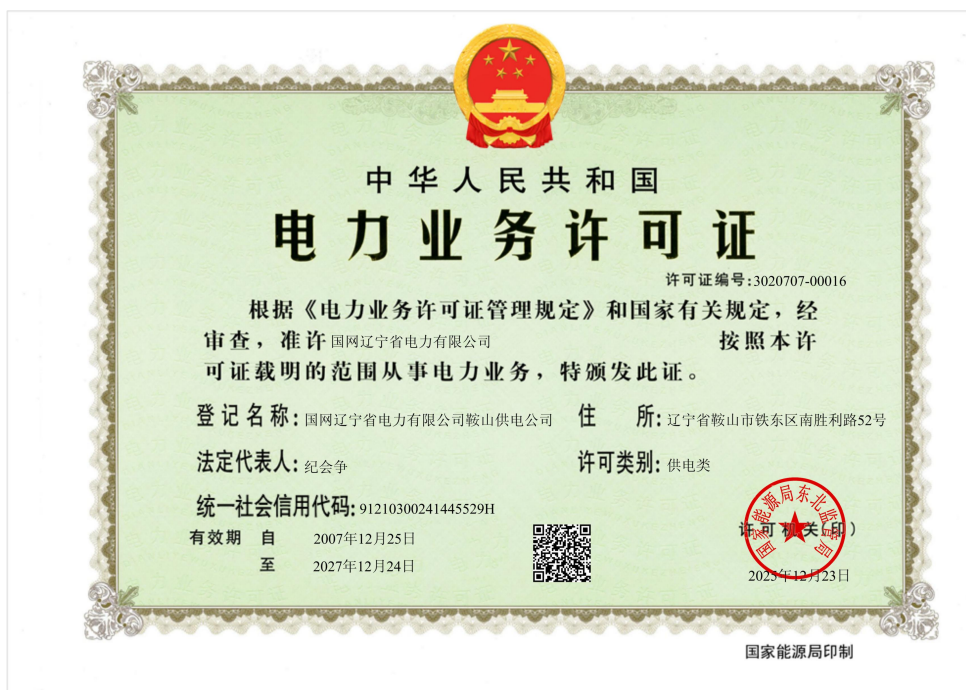 中华人民共和国
电力业务许可证
许可证编号:3020707-00016
根据《电力业务许可证管理规定》和国家有关规定，经
审查，准许国网辽宁省电力有限公司 按照本许
可证载明的范围从事电力业务，特颁发此证。
登记名称: 国网辽宁省电力有限公司鞍山供电公司 住 所: 辽宁省鞍山市铁东区南胜利路52号
法定代表人: 纪会争 许可类别: 供电类
统一社会信用代码: 91210300241445529H
有效期 自 2007年12月25日
至 2027年12月24日
国家能源局东北监管局
许可机关(印)
2025年12月23日
国家能源局印制